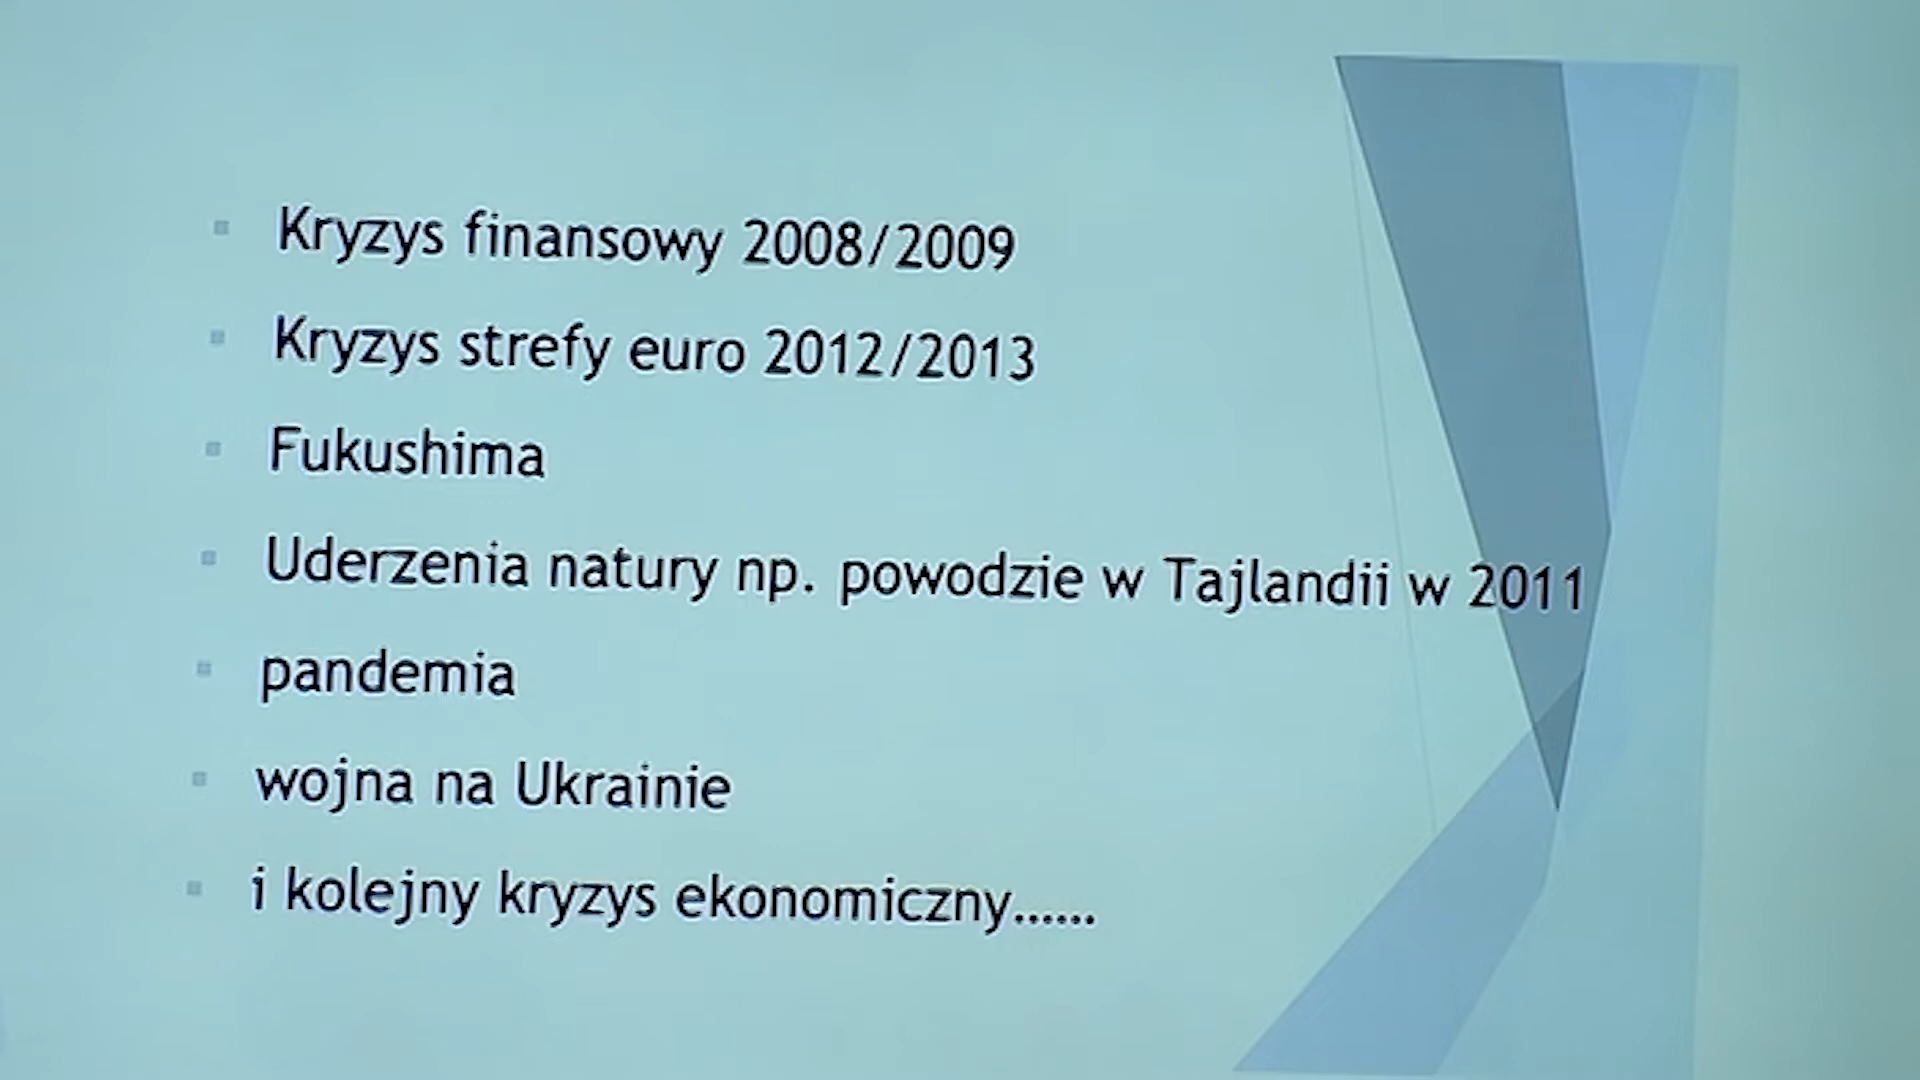 Kryzys finansowy 2008/2009
Kryzys strefy euro 2012/2013
Fukushima
Uderzenia natury np. powodzie w Tajlandii w 2011
pandemia
wojna na Ukrainie
i kolejny kryzys ekonomiczny......